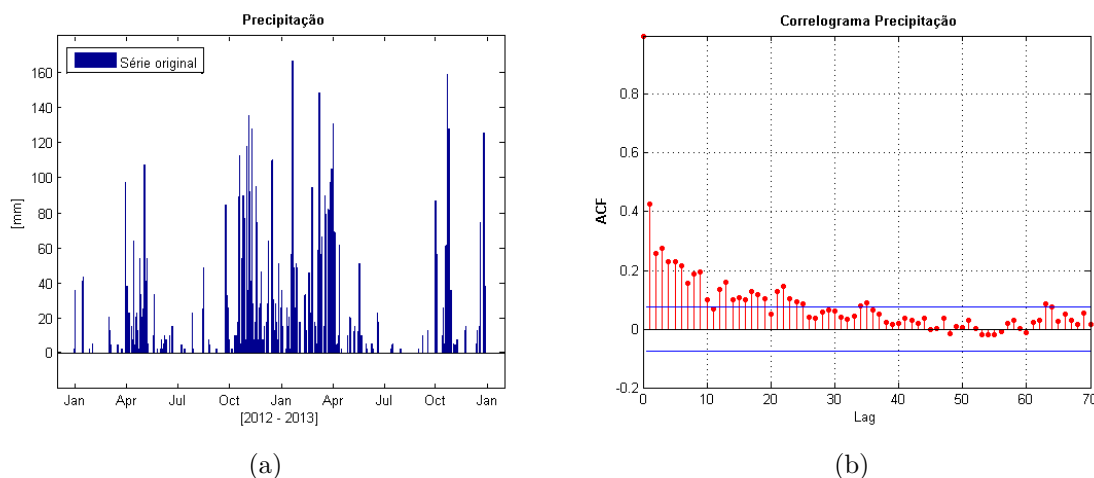 Precipitação
Série original
[mm]
160
140
120
100
80
60
40
20
0
Jan Apr Jul Oct Jan Apr Jul Oct Jan
[2012 - 2013]
(a)
Correlograma Precipitação
ACF
0.8
0.6
0.4
0.2
0
-0.2
0 10 20 30 40 50 60 70
Lag
(b)